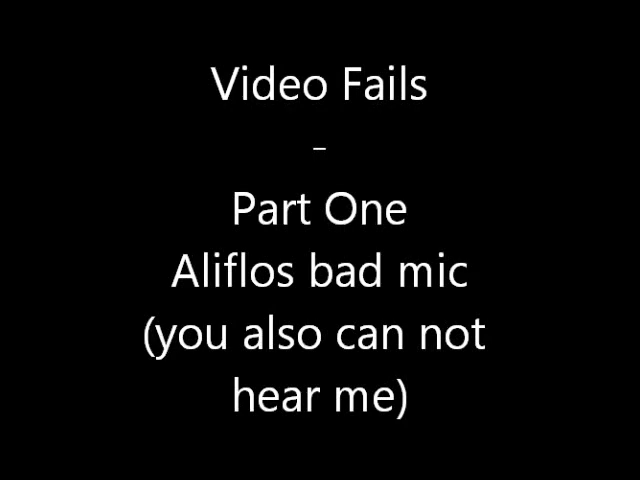 Video Fails
-
Part One
Aliflos bad mic
(you also can not
hear me)